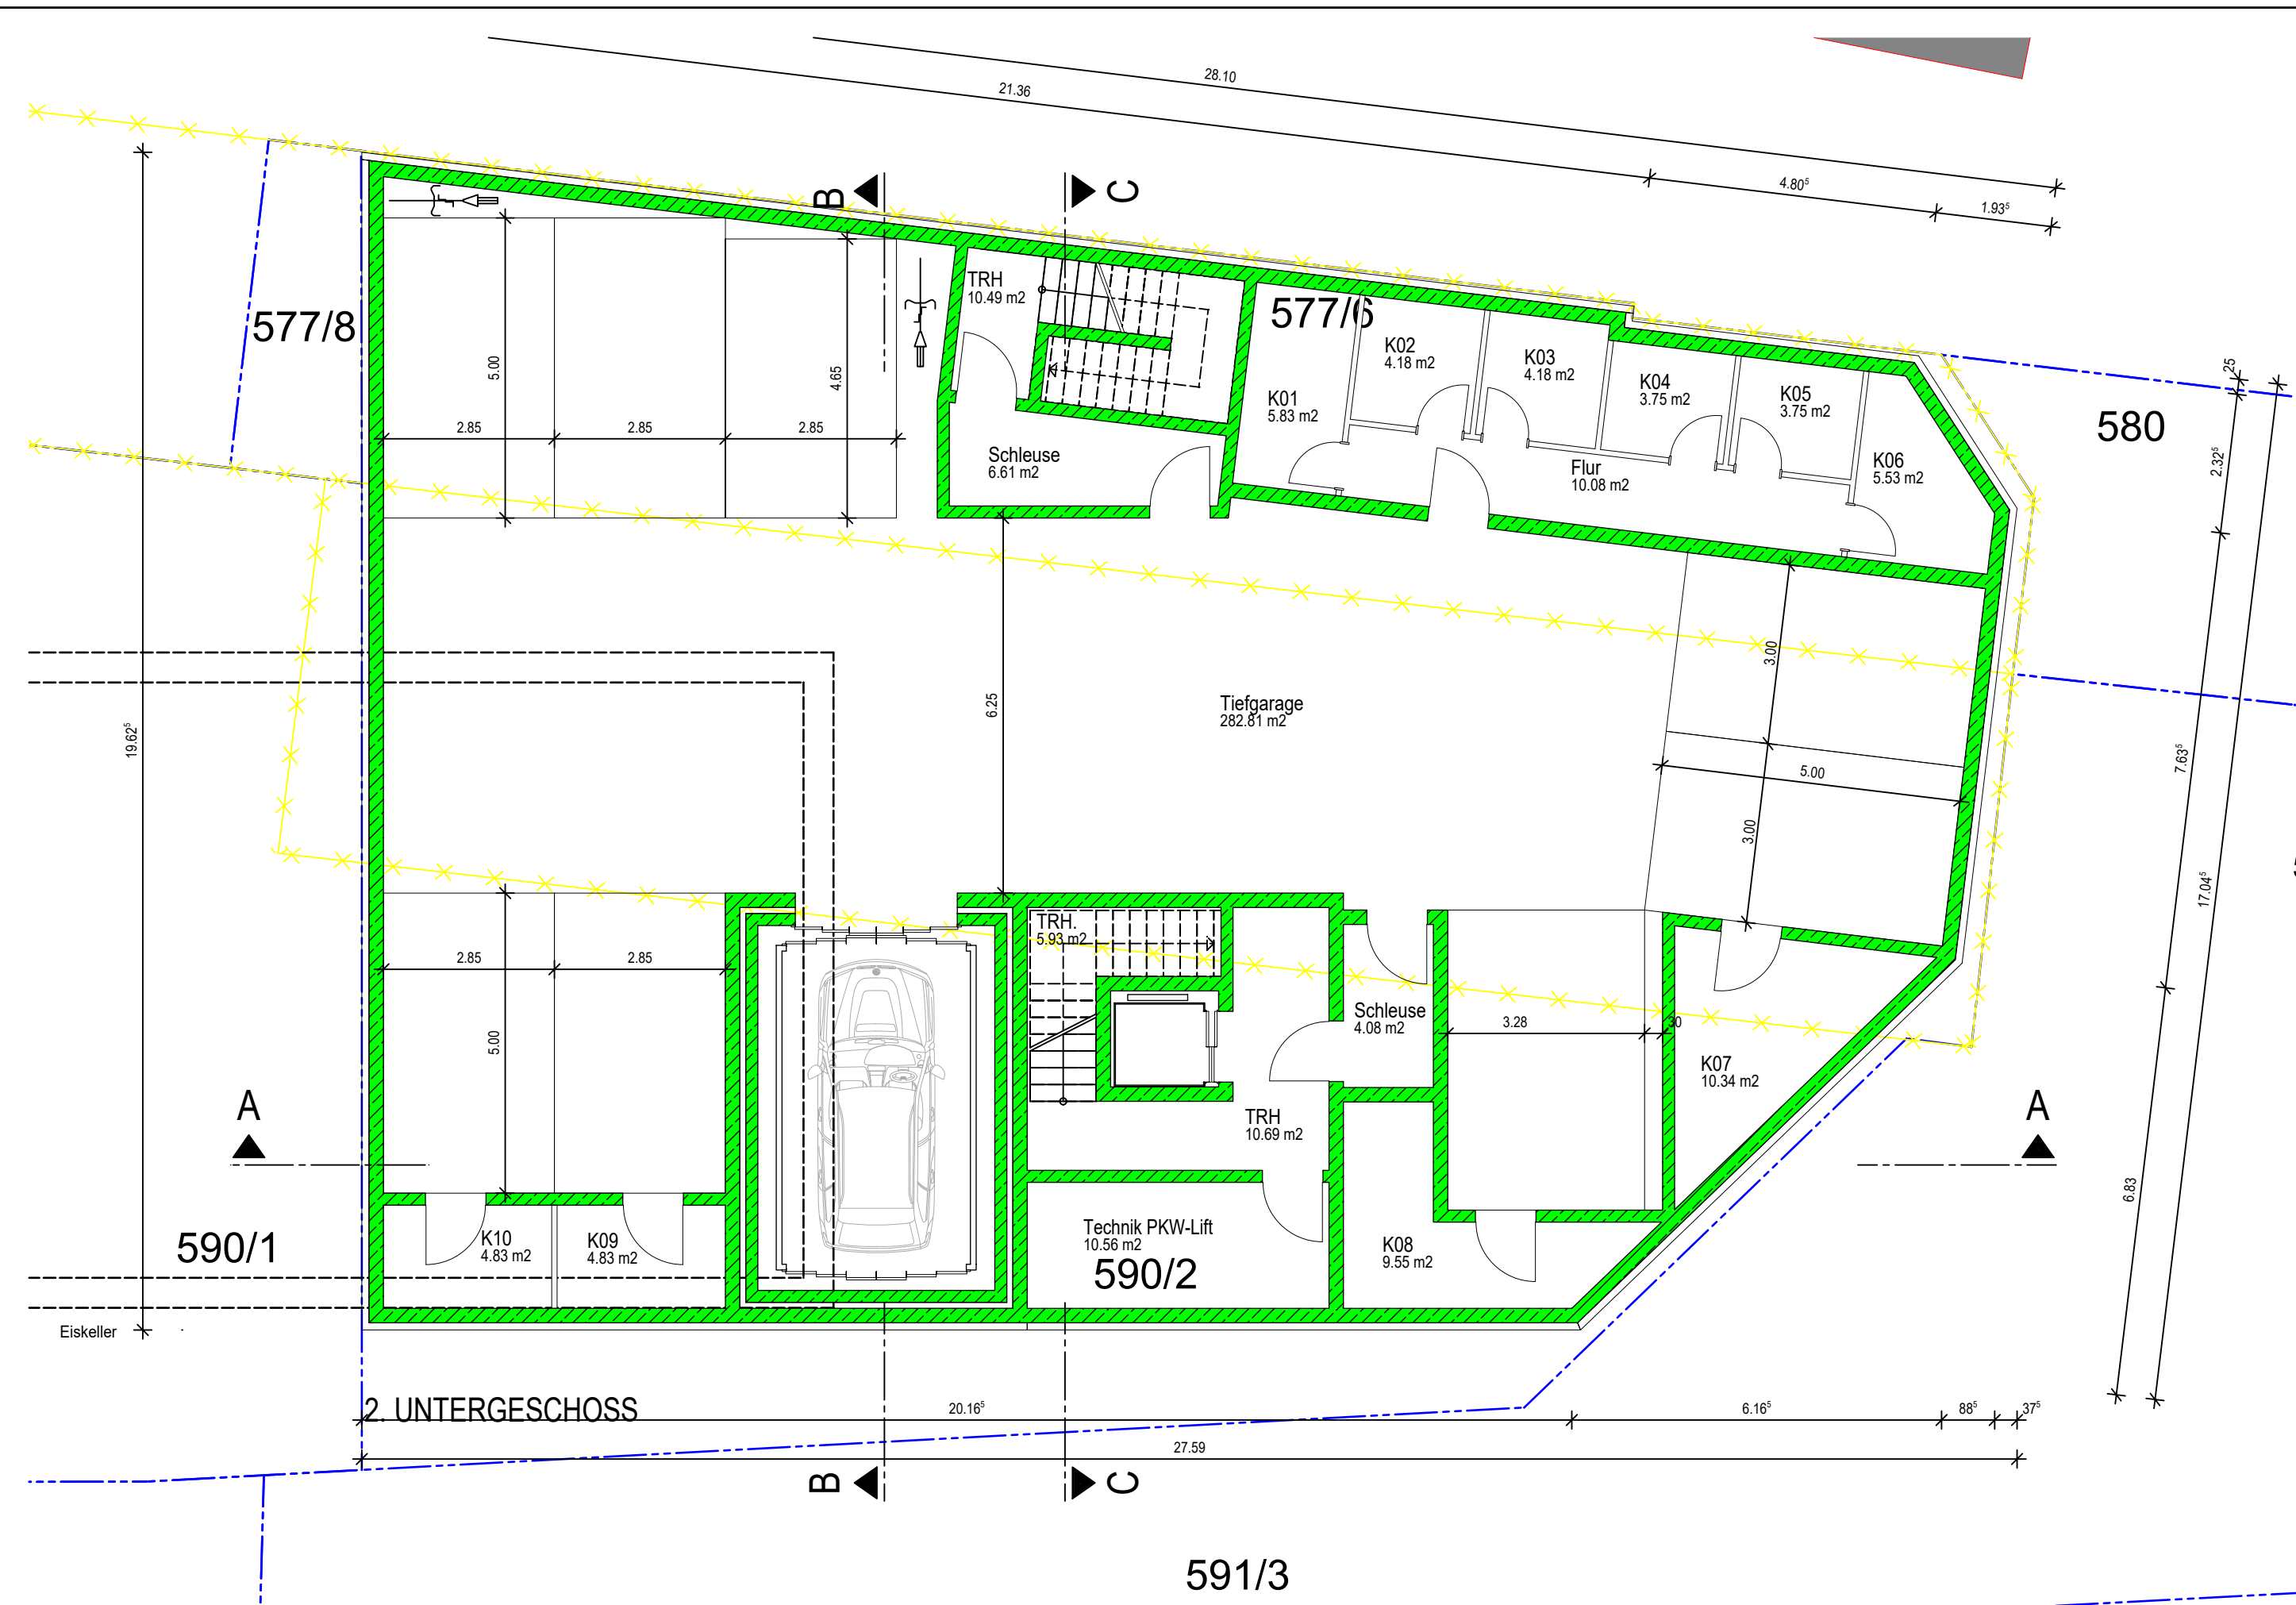 28.10
21.36
4.80⁵
1.93⁵
B
C
577/8
577/6
580
25
2.32⁵
7.63⁵
17.04⁵
6.83
19.62⁵
5.00
4.65
2.85
2.85
2.85
TRH
10.49 m2
Schleuse
6.61 m2
K01
5.83 m2
K02
4.18 m2
K03
4.18 m2
K04
3.75 m2
K05
3.75 m2
K06
5.53 m2
Flur
10.08 m2
6.25
Tiefgarage
282.81 m2
3.00
5.00
3.00
2.85
2.85
5.00
TRH.
5.93 m2
Schleuse
4.08 m2
3.28
30
K07
10.34 m2
TRH
10.69 m2
A
A
590/1
K10
4.83 m2
K09
4.83 m2
Technik PKW-Lift
10.56 m2
590/2
K08
9.55 m2
Eiskeller
2. UNTERGESCHOSS
20.16⁵
6.16⁵
88⁵
37⁵
27.59
B
C
591/3